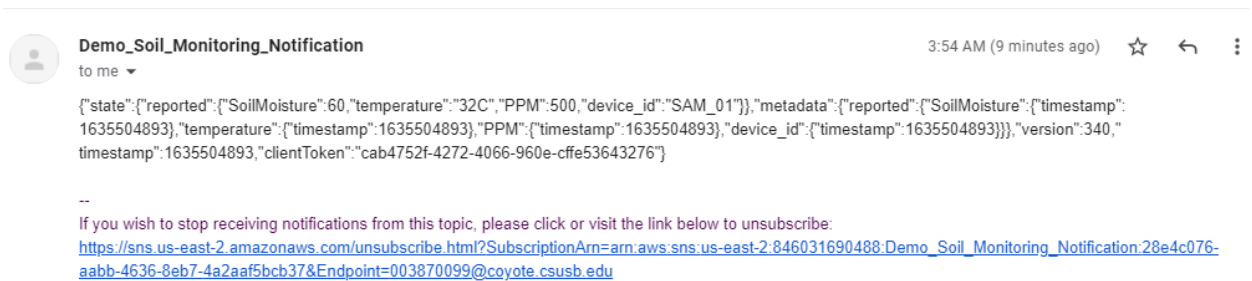 Demo_Soil_Monitoring_Notification
3:54 AM (9 minutes ago)
to me
{"state":{"reported":{"SoilMoisture":60,"temperature":"32C","PPM":500,"device_id":"SAM_01"}},"metadata":{"reported":{"SoilMoisture":{"timestamp":
1635504893},"temperature":{"timestamp":1635504893},"PPM":{"timestamp":1635504893},"device_id":{"timestamp":1635504893}}},"version":340,"
timestamp":1635504893,"clientToken":"cab4752f-4272-4066-960e-cffe53643276"}
--
If you wish to stop receiving notifications from this topic, please click or visit the link below to unsubscribe:
https://sns.us-east-2.amazonaws.com/unsubscribe.html?SubscriptionArn=arn:aws:sns:us-east-2:846031690488:Demo_Soil_Monitoring_Notification:28e4c076-
aabb-4636-8eb7-4a2aaf5bcb37&Endpoint=003870099@coyote.csusb.edu